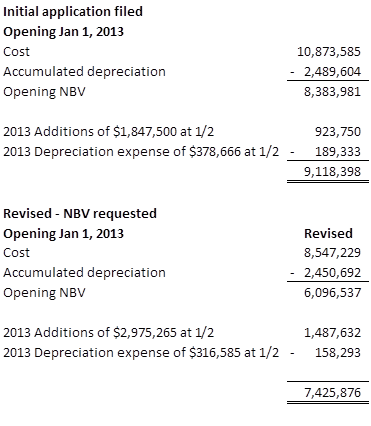 Initial application filed
Opening Jan 1, 2013
Cost 10,873,585
Accumulated depreciation - 2,489,604
Opening NBV 8,383,981
2013 Additions of $1,847,500 at 1/2 923,750
2013 Depreciation expense of $378,666 at 1/2 - 189,333
9,118,398
Revised - NBV requested
Opening Jan 1, 2013 Revised
Cost 8,547,229
Accumulated depreciation - 2,450,692
Opening NBV 6,096,537
2013 Additions of $2,975,265 at 1/2 1,487,632
2013 Depreciation expense of $316,585 at 1/2 - 158,293
7,425,876